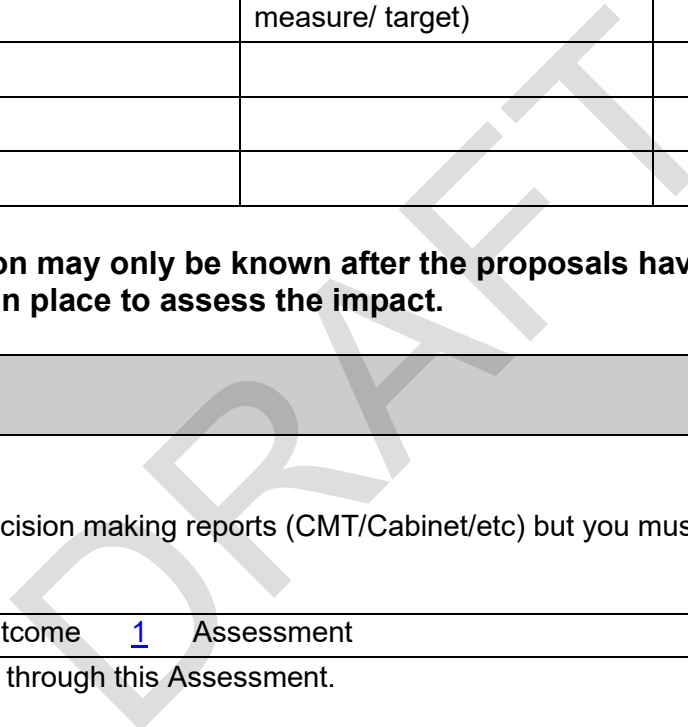 measure/ target)
on may only be known after the proposals hav
n place to assess the impact.
cision making reports (CMT/Cabinet/etc) but you mus
tcome 1 Assessment
through this Assessment.
DRAFT